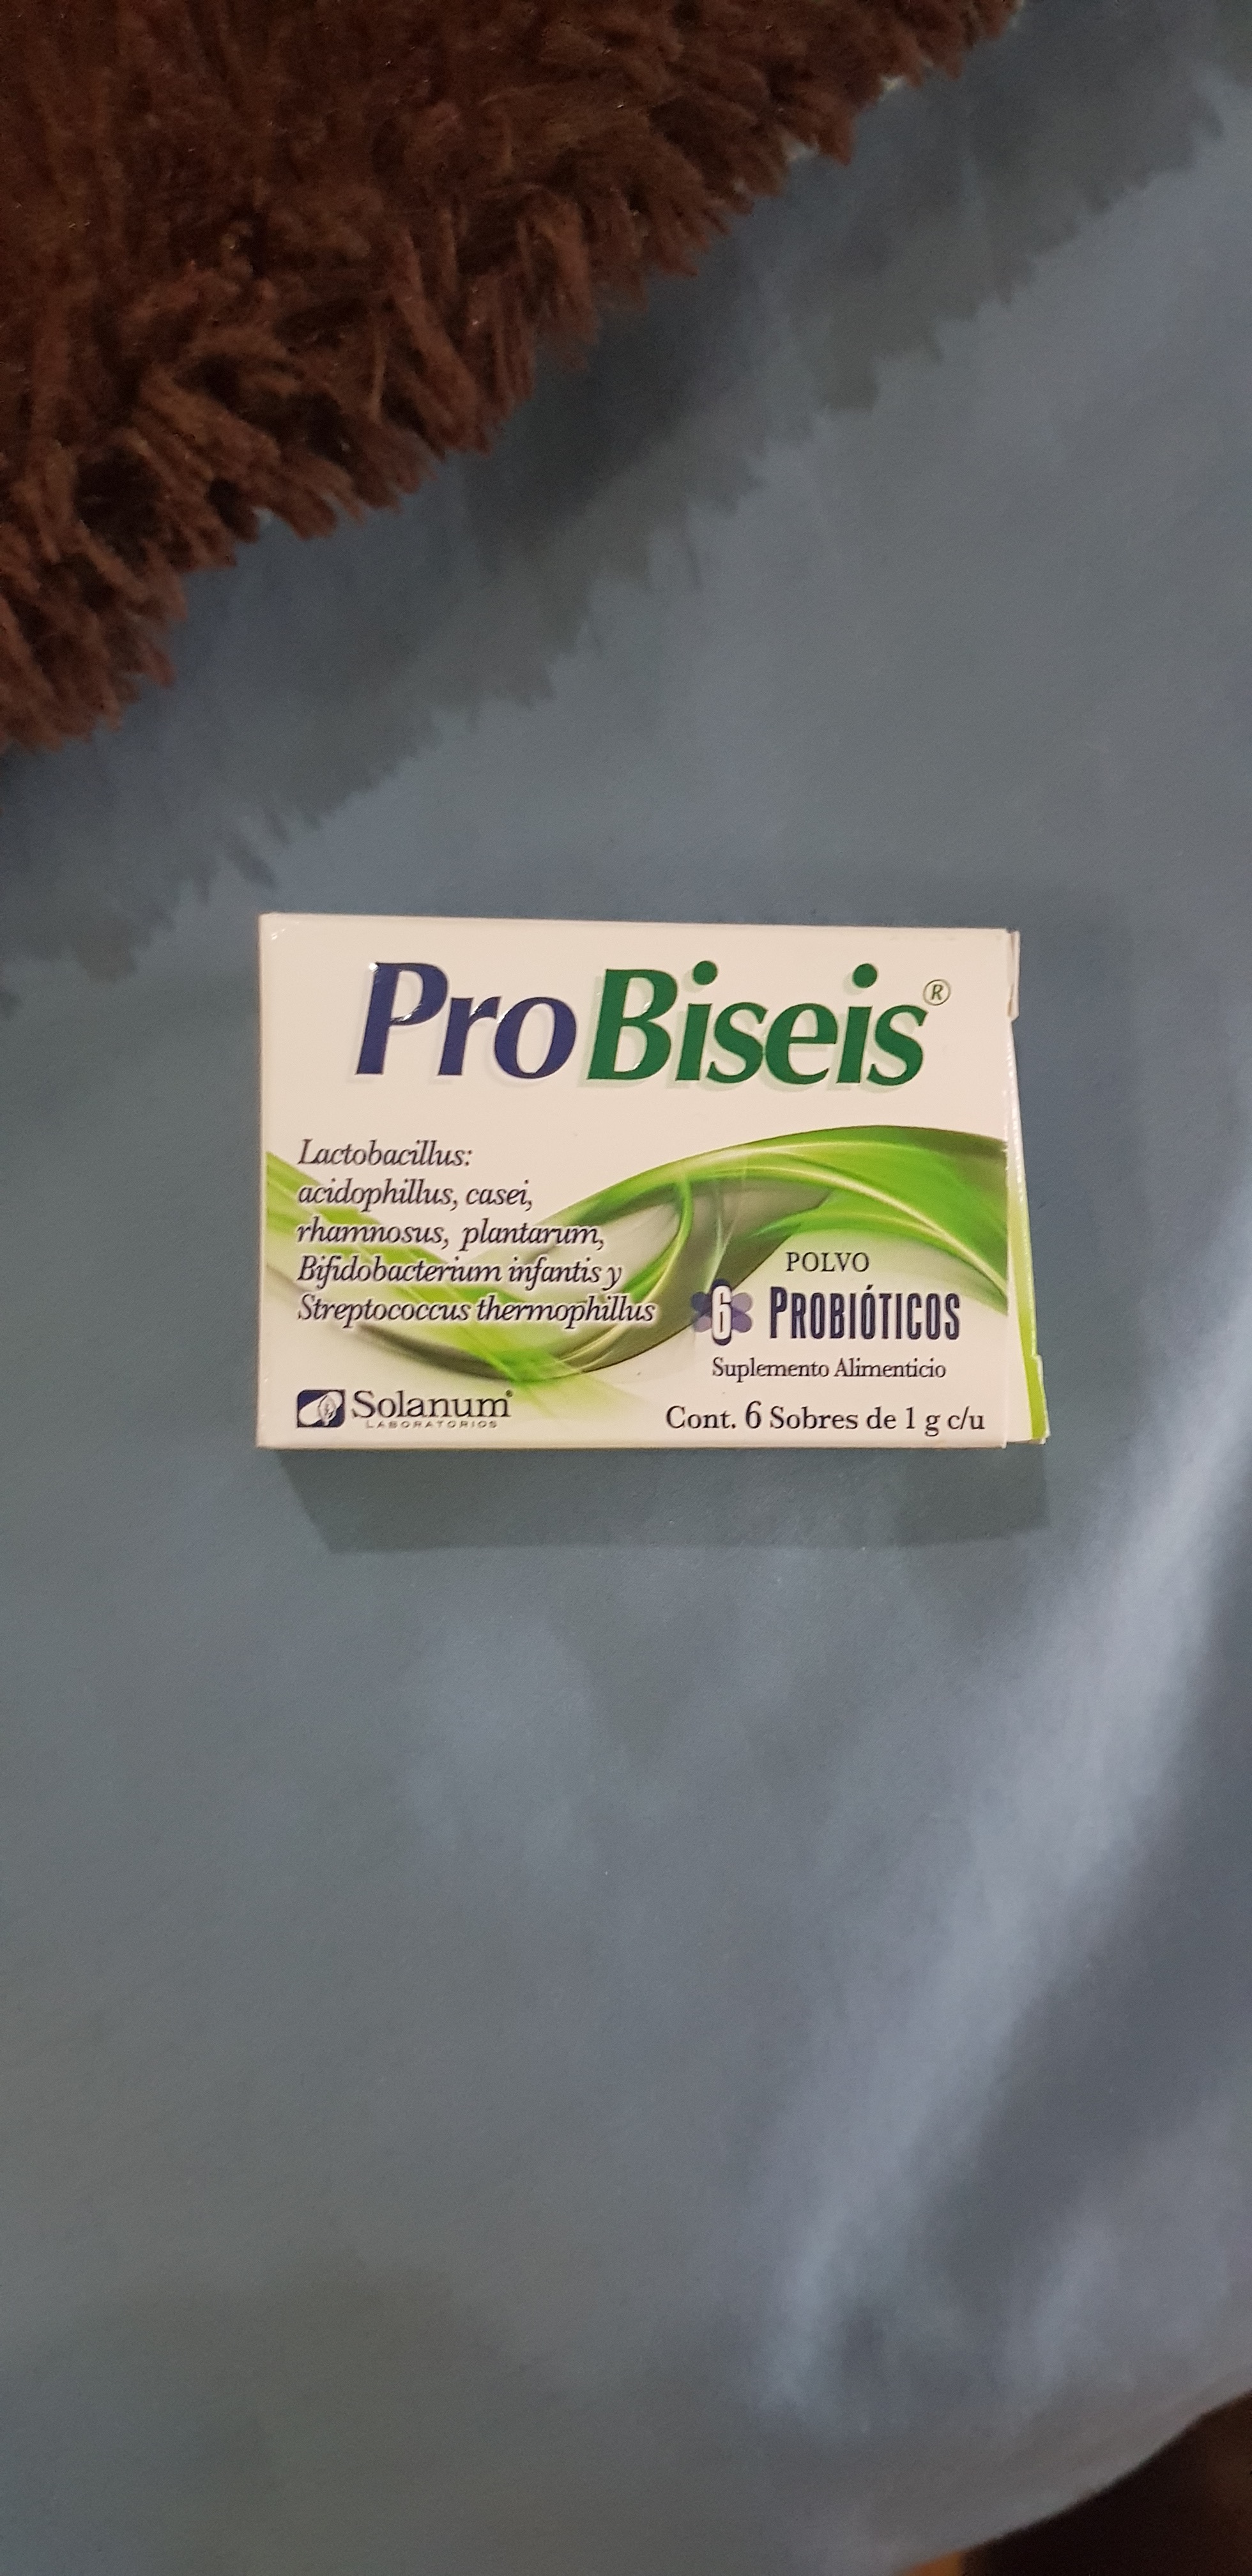 ProBiseis®
Lactobacillus:
acidophillus, casei,
rhamnosus, plantarum,
Bifidobacterium infantis y
Streptococcus thermophillus
POLVO
6 PROBIÓTICOS
Suplemento Alimenticio
Solanum®
LABORATORIOS
Cont. 6 Sobres de 1 g c/u